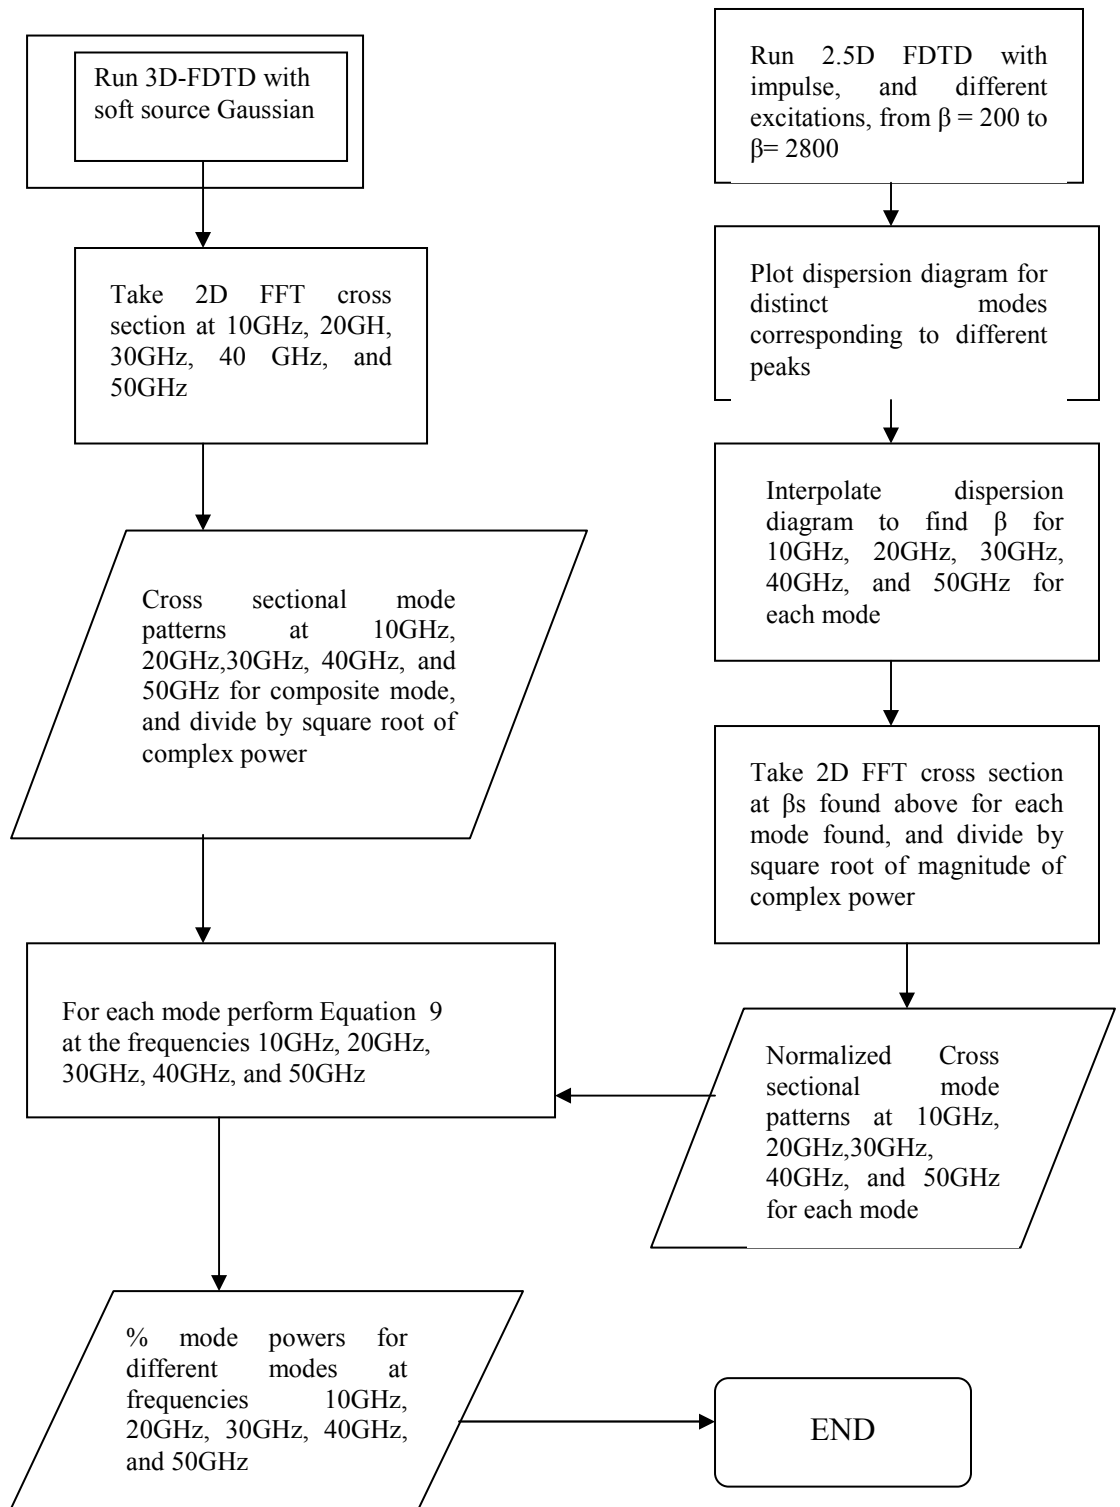 Run 3D-FDTD with
soft source Gaussian
Take 2D FFT cross
section at 10GHz, 20GH,
30GHz, 40 GHz, and
50GHz
Cross sectional mode
patterns at 10GHz,
20GHz,30GHz, 40GHz, and
50GHz for composite mode,
and divide by square root of
complex power
For each mode perform Equation 9
at the frequencies 10GHz, 20GHz,
30GHz, 40GHz, and 50GHz
% mode powers for
different modes at
frequencies 10GHz,
20GHz, 30GHz, 40GHz,
and 50GHz
Run 2.5D FDTD with
impulse, and different
excitations, from β = 200 to
β= 2800
Plot dispersion diagram for
distinct modes
corresponding to different
peaks
Interpolate dispersion
diagram to find β for
10GHz, 20GHz, 30GHz,
40GHz, and 50GHz for
each mode
Take 2D FFT cross section
at βs found above for each
mode found, and divide by
square root of magnitude of
complex power
Normalized Cross
sectional mode
patterns at 10GHz,
20GHz,30GHz,
40GHz, and 50GHz
for each mode
END